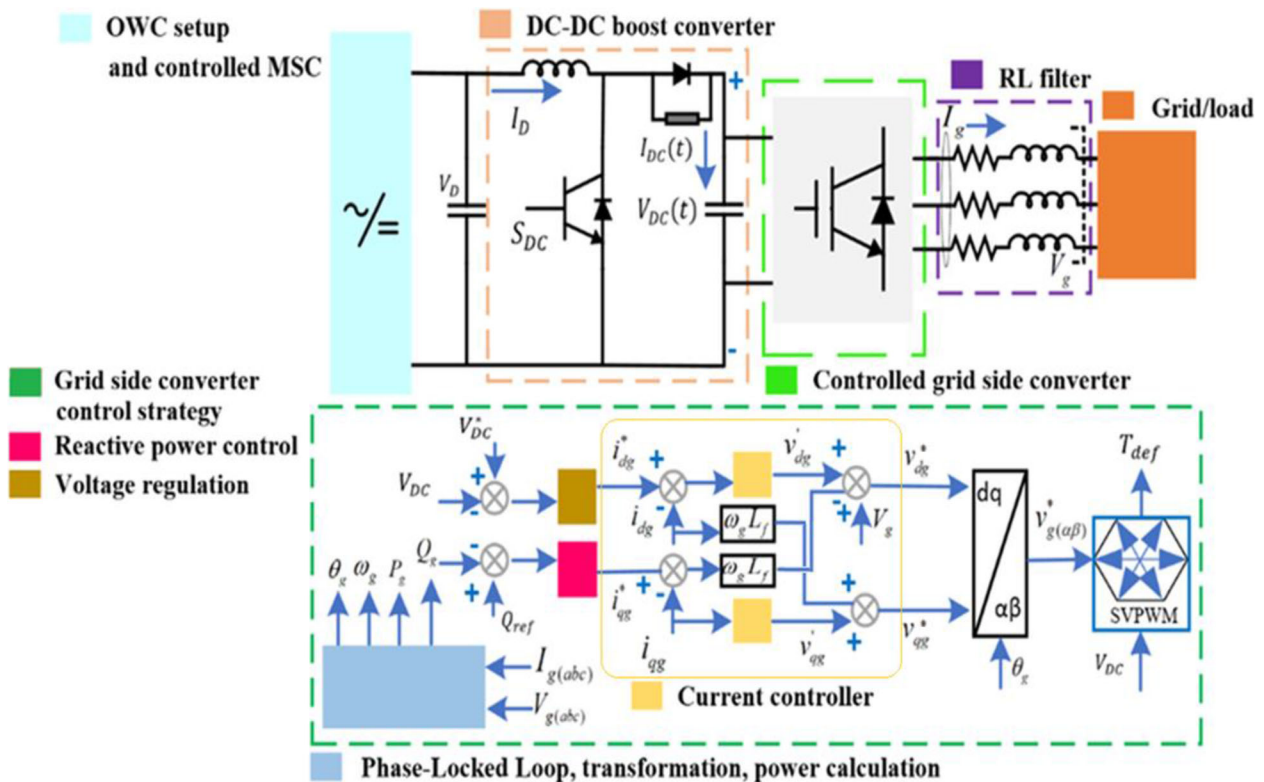 OWC setup
and controlled MSC
DC-DC boost converter
RL filter
Grid/load
~/=
V_D
I_D
S_DC
+
I_DC(t)
V_DC(t)
-
I_g
V_g
Controlled grid side converter
Grid side converter
control strategy
Reactive power control
Voltage regulation
V*_DC
V_DC
+
-
Q_g
-
+
Q_ref
θ_g ω_g P_g
I_g(abc)
V_g(abc)
i*_dg
+
-
i_dg
i*_qg
-
i_qg
ω_g L_f
ω_g L_f
v'_dg
+
-
+
V_g
v'_qg
+
+
v*_dg
v*_qg
Current controller
dq
αβ
θ_g
v*_g(αβ)
T_def
SVPWM
V_DC
Phase-Locked Loop, transformation, power calculation